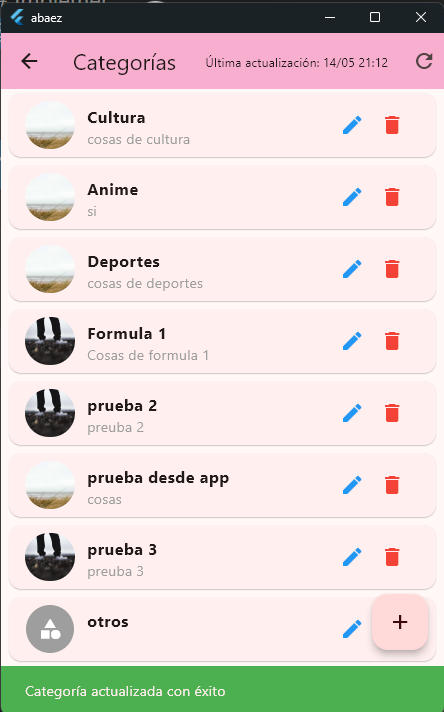 abaez
Categorías
Última actualización: 14/05 21:12
Cultura
cosas de cultura
Anime
si
Deportes
cosas de deportes
Formula 1
Cosas de formula 1
prueba 2
preuba 2
prueba desde app
cosas
prueba 3
preuba 3
otros
Categoría actualizada con éxito